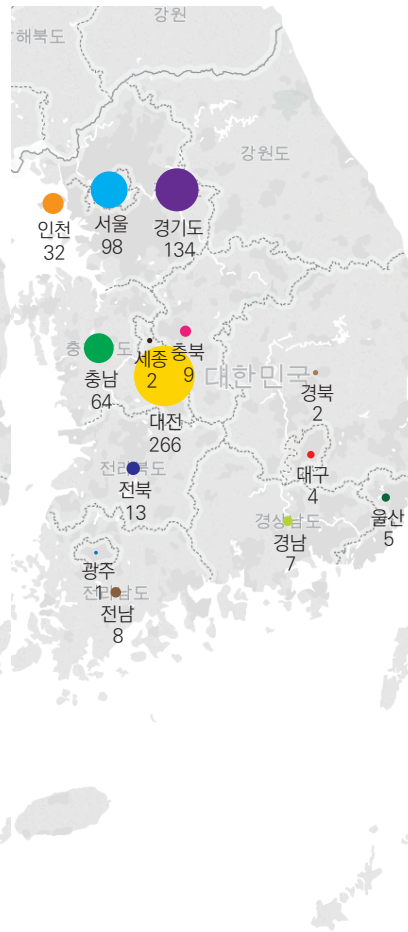 강원
해북도
강원도
인천
32
서울
98
경기도
134
충 도
세종
2
충북
9
대한민국
충남
64
경북
2
대전
266
전라북도
전북
13
대구
4
울산
5
경상남도
경남
7
광주
1
전라남도
전남
8